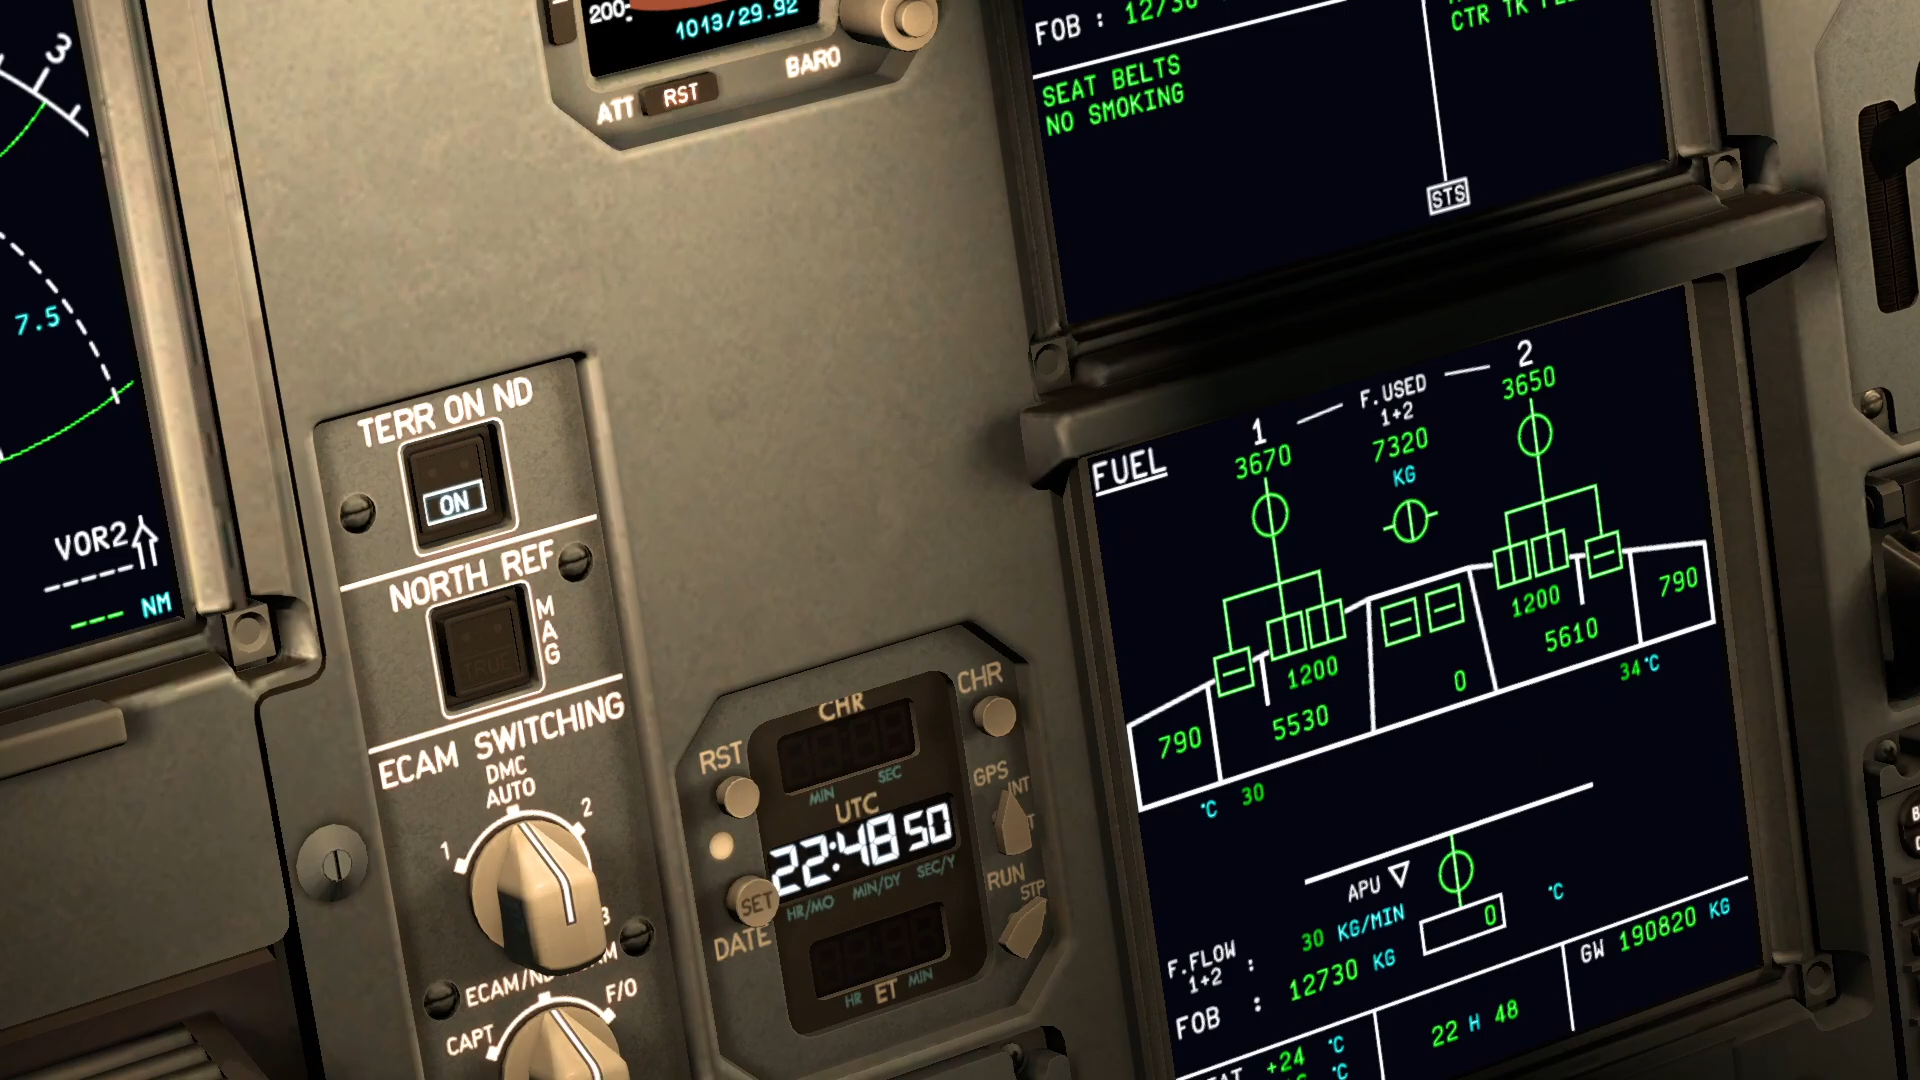 3
7.5
VOR2
NM
200
1013/29.92
BARO
ATT
RST
FOB :
SEAT BELTS
NO SMOKING
CTR TK
STS
TERR ON ND
ON
NORTH REF
MAG
TRUE
ECAM SWITCHING
DMC
AUTO
1
2
3
F/O
CAPT
CHR
CHR
RST
MIN
SEC
UTC
22:48 50
HR/MO
MIN/DY
SEC/Y
SET
DATE
GPS
INT
RUN
STP
HR
ET
MIN
FUEL
1
F.USED
2
1+2
3670
7320
3650
KG
1200
1200
790
5530
0
5610
790
°C
30
34 °C
APU
0
°C
F.FLOW
1+2 :
30 KG/MIN
FOB : 12730 KG
GW 190820 KG
+24 °C
°C
22 H 48